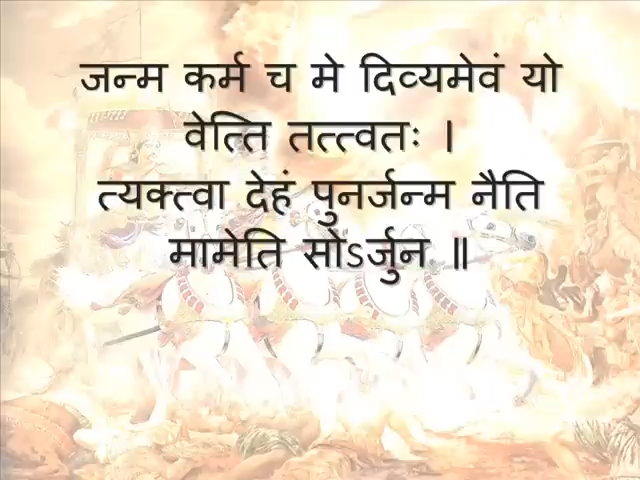 जन्म कर्म च मे दिव्यमेवं यो
वेत्ति तत्त्वतः ।
त्यक्त्वा देहं पुनर्जन्म नैति
मामेति सोऽर्जुन ॥